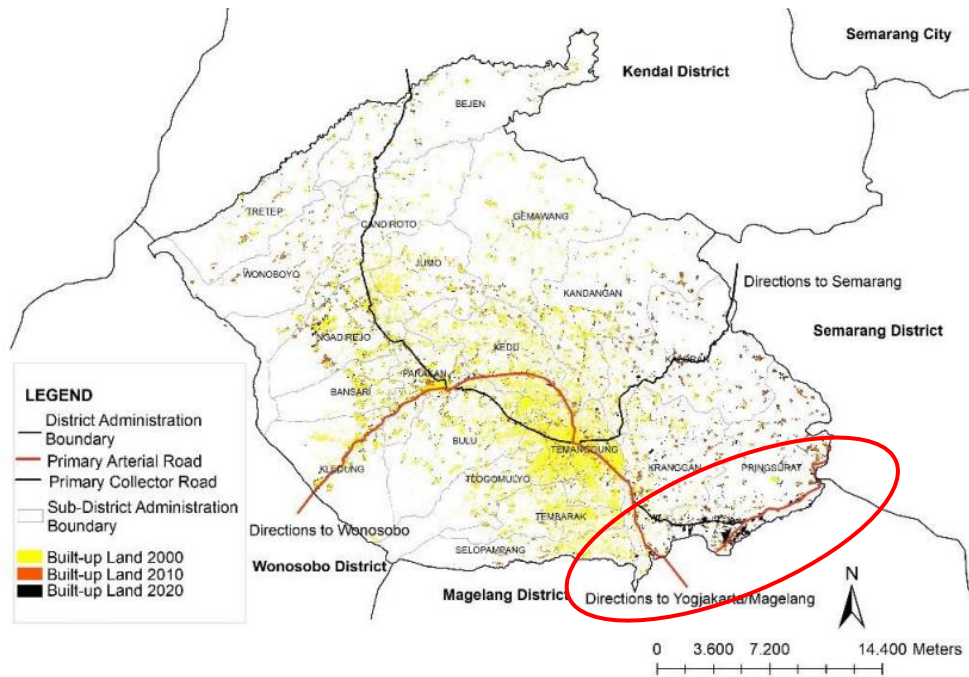 Semarang City
Kendal District
BEJEN
TRETEP
GEMAWANG
CANDIROTO
JUMO
WONOBOYO
Directions to Semarang
KANDANGAN
Semarang District
NGADIREJO
KEDU
KALORAN
PARAKAN
BANSARI
LEGEND
District Administration
Boundary
Primary Arterial Road
Primary Collector Road
Sub-District Administration
Boundary
Built-up Land 2000
Built-up Land 2010
Built-up Land 2020
BULU
TEMANGGUNG
KLEDUNG
KRANGGAN
PRINGSURAT
TLOGOMULYO
TEMBARAK
Directions to Wonosobo
SELOPAMPANG
Wonosobo District
Magelang District
Directions to Yogjakarta/Magelang
N
0 3.600 7.200 14.400 Meters